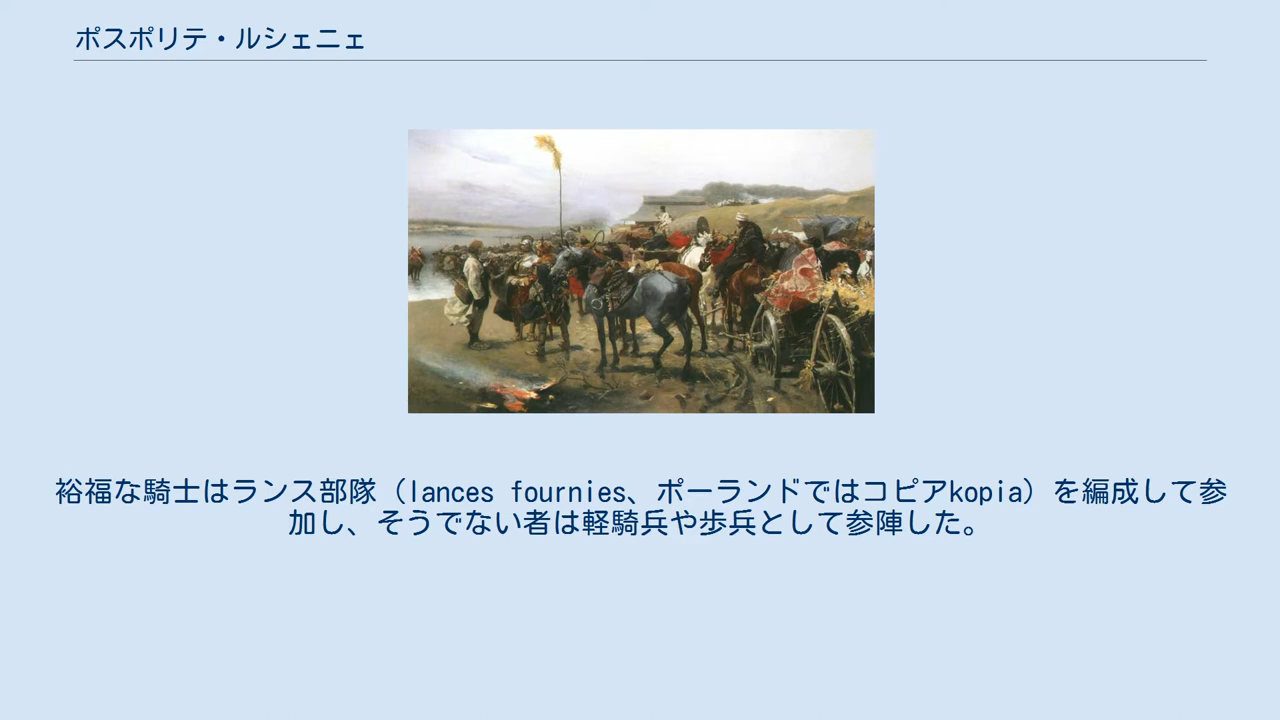 ポスポリテ・ルシェニェ
裕福な騎士はランス部隊（lances fournies、ポーランドではコピアkopia）を編成して参
加し、そうでない者は軽騎兵や歩兵として参陣した。